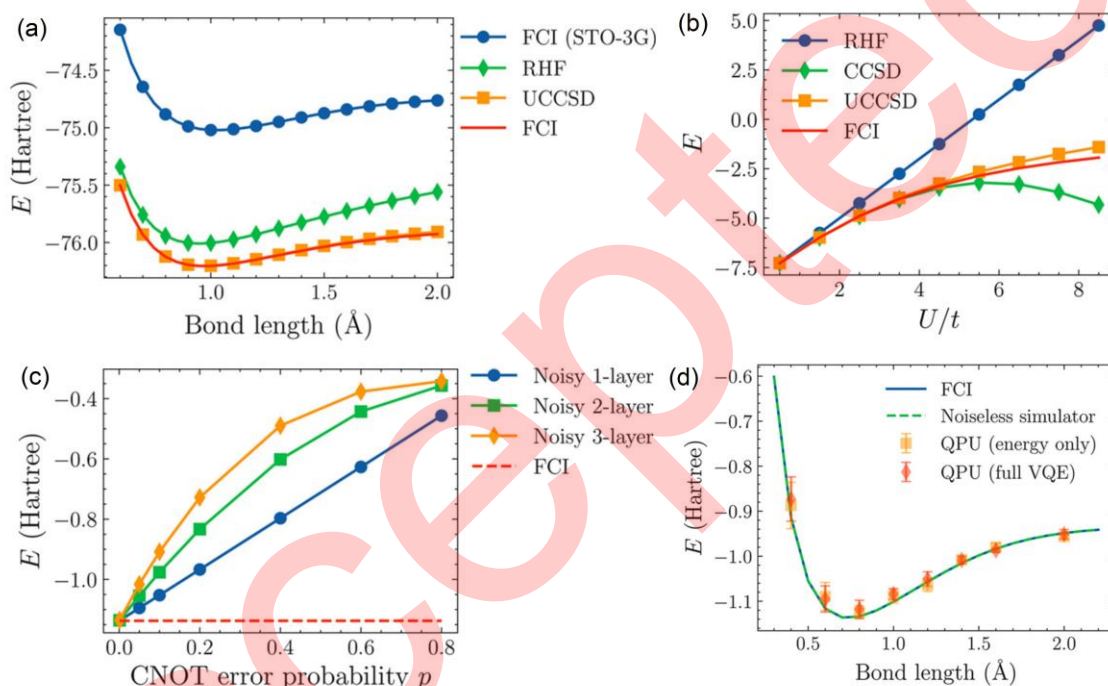 (a)
E (Hartree)
−74.5
−75.0
−75.5
−76.0
1.0
1.5
2.0
Bond length (Å)
FCI (STO-3G)
RHF
UCCSD
FCI
(b)
E
5.0
2.5
0.0
−2.5
−5.0
−7.5
2
4
6
8
U/t
RHF
CCSD
UCCSD
FCI
(c)
E (Hartree)
−0.4
−0.6
−0.8
−1.0
0.0
0.2
0.4
0.6
0.8
CNOT error probability p
Noisy 1-layer
Noisy 2-layer
Noisy 3-layer
FCI
(d)
E (Hartree)
−0.6
−0.7
−0.8
−0.9
−1.0
−1.1
0.5
1.0
1.5
2.0
Bond length (Å)
FCI
Noiseless simulator
QPU (energy only)
QPU (full VQE)